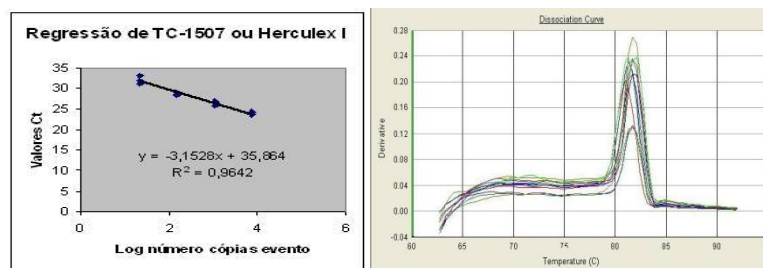 Regressão de TC-1507 ou Herculex I
Valores Ct
35
30
25
20
15
10
5
0
y = -3,1528x + 35,864
R² = 0,9642
0 2 4 6
Log número cópias evento
Dissociation Curve
Derivative
0.28
0.24
0.20
0.16
0.12
0.08
0.04
0.00
-0.04
60 65 70 75 80 85 90
Temperature (C)